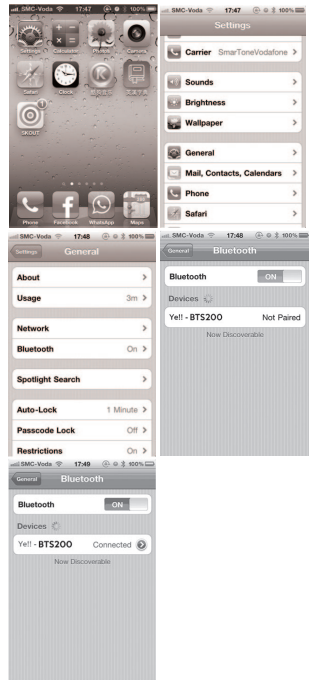 SMC-Voda 17:47 100%
Settings Calculator Photos Camera
Safari Clock
SKOUT
1
Phone Facebook WhatsApp Maps
SMC-Voda 17:47 100%
Settings
Carrier SmarToneVodafone
Sounds
Brightness
Wallpaper
General
Mail, Contacts, Calendars
Phone
Safari
SMC-Voda 17:48 100%
Settings General
About
Usage 3m
Network
Bluetooth On
Spotlight Search
Auto-Lock 1 Minute
Passcode Lock Off
Restrictions On
SMC-Voda 17:48 100%
General Bluetooth
Bluetooth ON
Devices
Ye!! - BTS200 Not Paired
Now Discoverable
SMC-Voda 17:49 100%
General Bluetooth
Bluetooth ON
Devices
Ye!! - BTS200 Connected
Now Discoverable